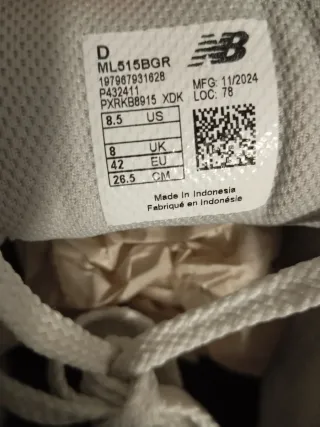 D
ML515BGR
197967931628
P432411
PXRKB8915 XDK
NB
MFG: 11/2024
LOC: 78
8.5 US
8 UK
42 EU
26.5 CM
Made in Indonesia
Fabriqué en Indonésie